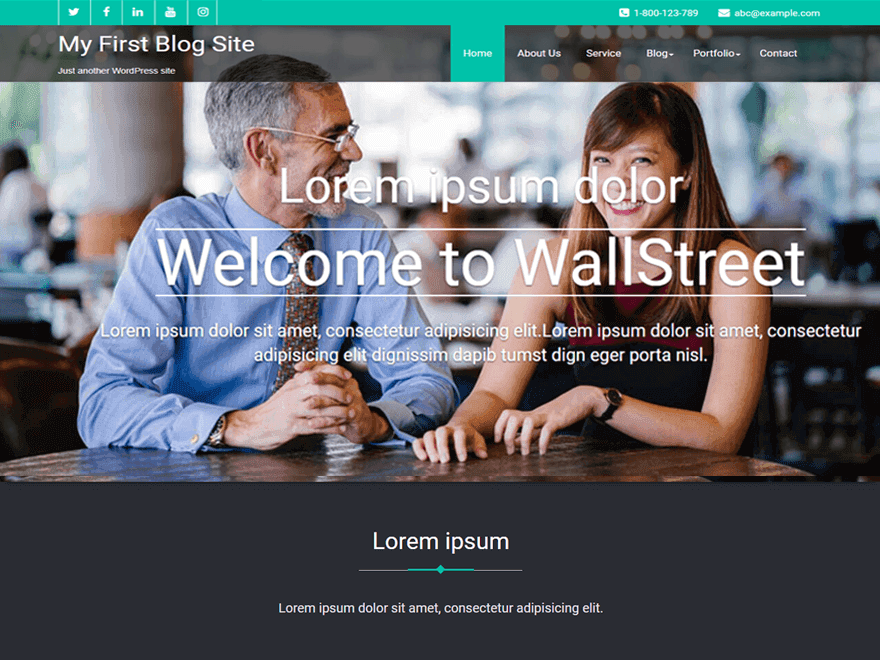 1-800-123-789 abc@example.com
My First Blog Site
Just another WordPress site
Home About Us Service Blog Portfolio Contact
Lorem ipsum dolor
Welcome to WallStreet
Lorem ipsum dolor sit amet, consectetur adipisicing elit.Lorem ipsum dolor sit amet, consectetur
adipisicing elit dignissim dapib tumst dign eger porta nisl.
Lorem ipsum
Lorem ipsum dolor sit amet, consectetur adipisicing elit.